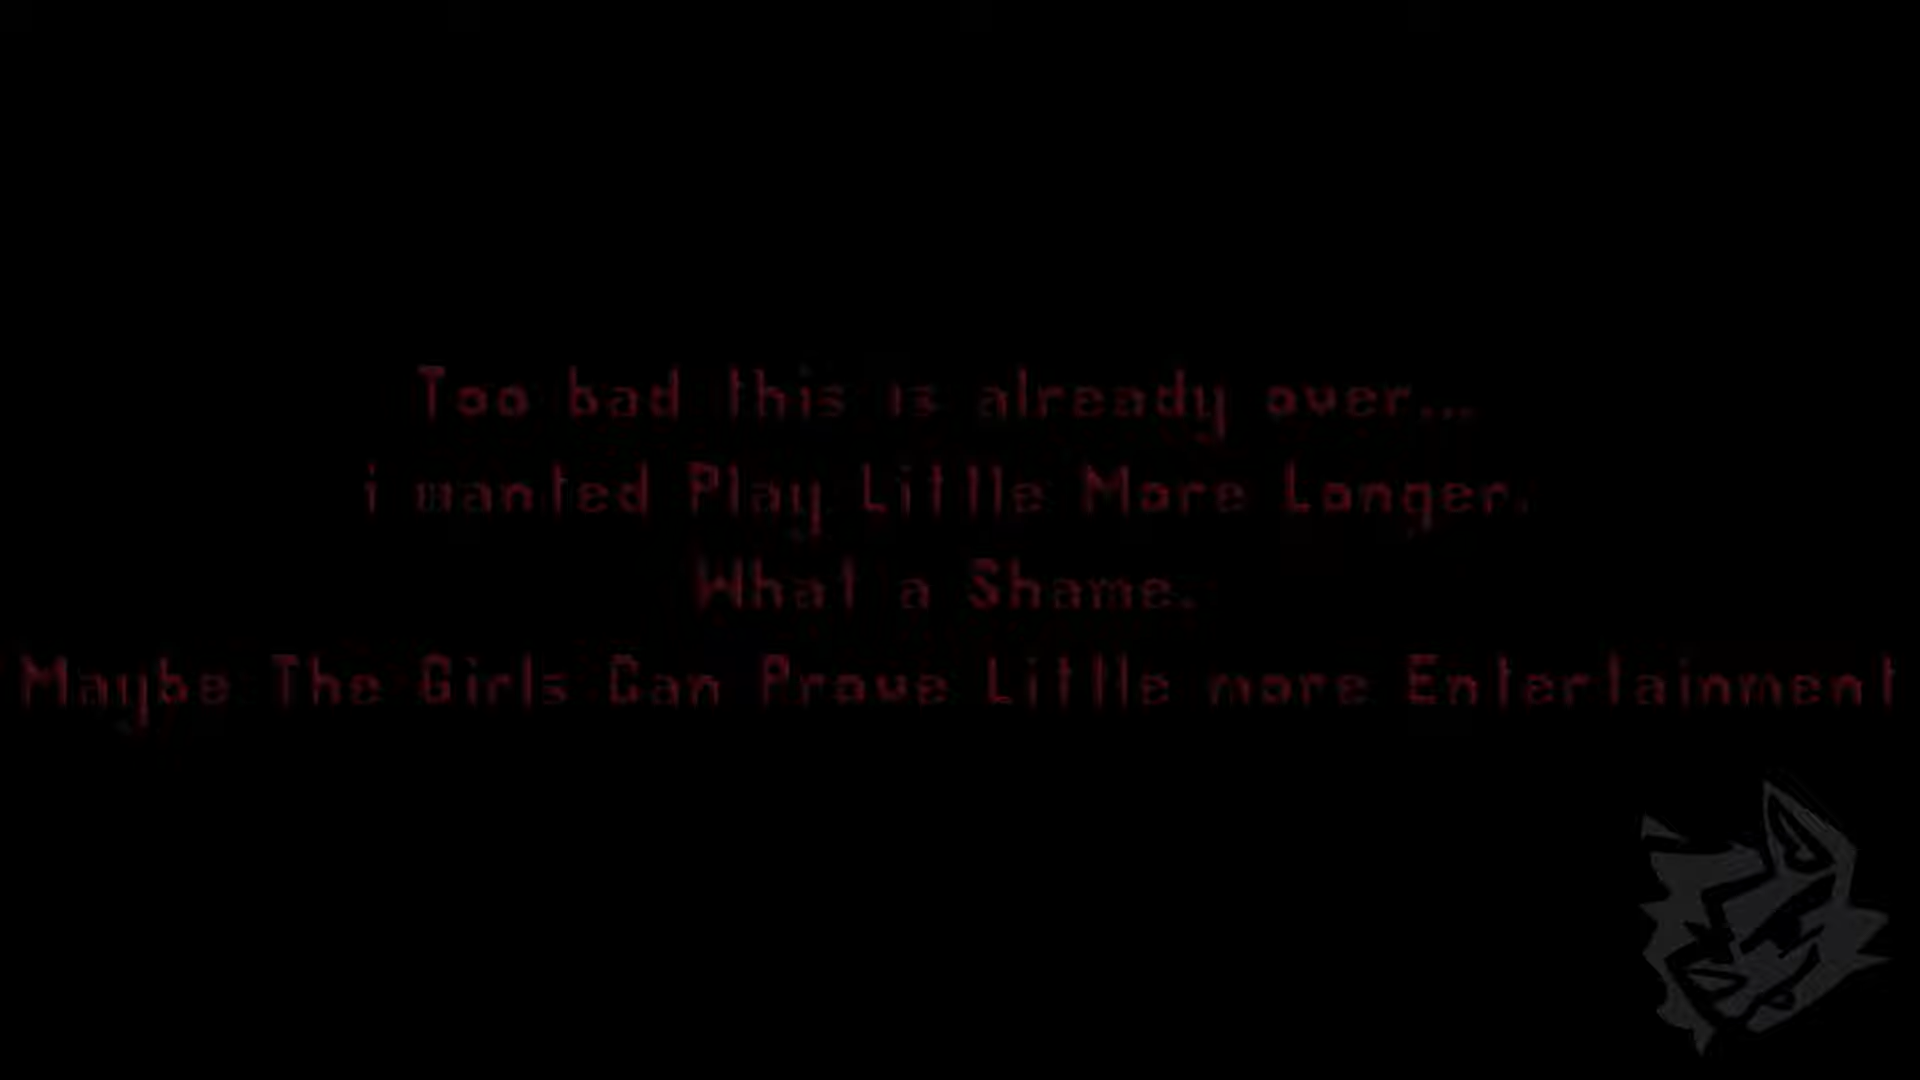 Too bad this is already over...
i wanted Play Little More Longer.
What a Shame.
Maybe The Girls Can Prove Little more Entertainment